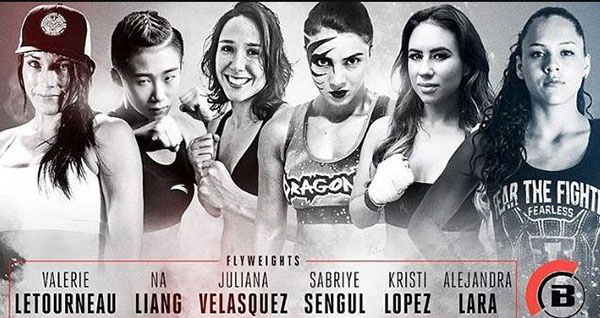 DRAGON
FEAR THE FIGHT
FEARLESS
FLYWEIGHTS
VALERIE
LETOURNEAU
NA
LIANG
JULIANA
VELASQUEZ
SABRIYE
SENGUL
KRISTI
LOPEZ
ALEJANDRA
LARA
B